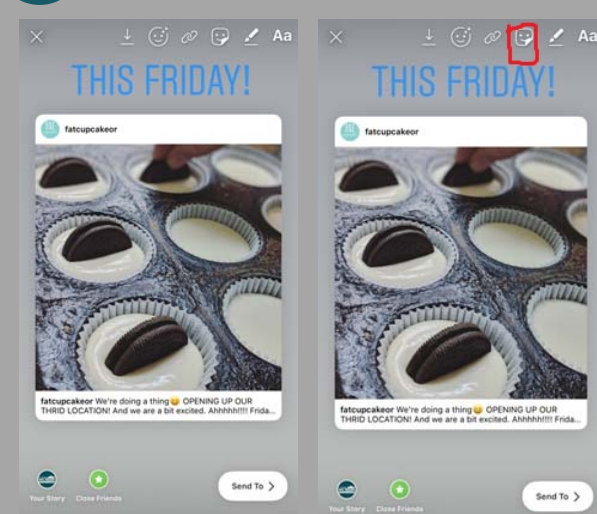 Aa
THIS FRIDAY!
fatcupcakeor
fatcupcakeor We're doing a thing😄 OPENING UP OUR
THRID LOCATION! And we are a bit excited. Ahhhhh!!!! Frida...
Your Story Close Friends
Send To >
Aa
THIS FRIDAY!
fatcupcakeor
fatcupcakeor We're doing a thing😄 OPENING UP OUR
THRID LOCATION! And we are a bit excited. Ahhhhh!!!! Frida...
Your Story Close Friends
Send To >